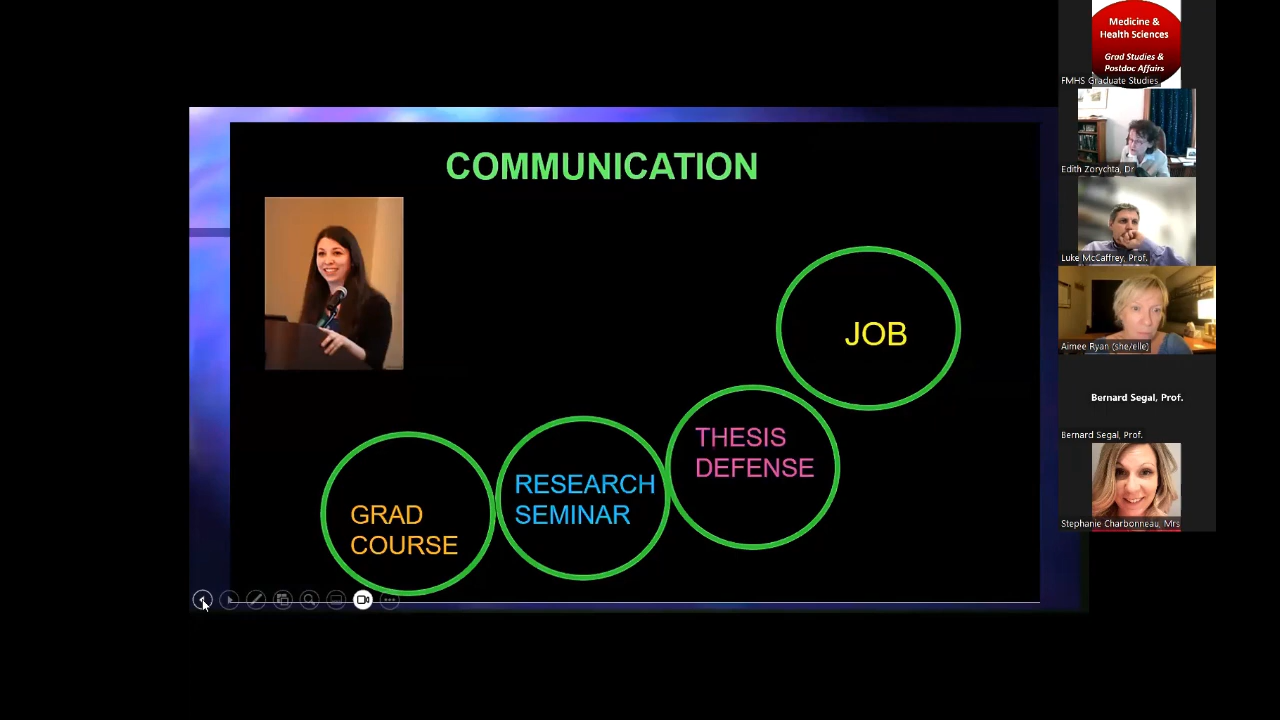 COMMUNICATION
JOB
THESIS
DEFENSE
RESEARCH
SEMINAR
GRAD
COURSE
Medicine &
Health Sciences
Grad Studies &
Postdoc Affairs
FMHS Graduate Studies
Edith Zorychta, Dr
Luke McCaffrey, Prof.
Aimee Ryan (she/elle)
Bernard Segal, Prof.
Bernard Segal, Prof.
Stephanie Charbonneau, Mrs